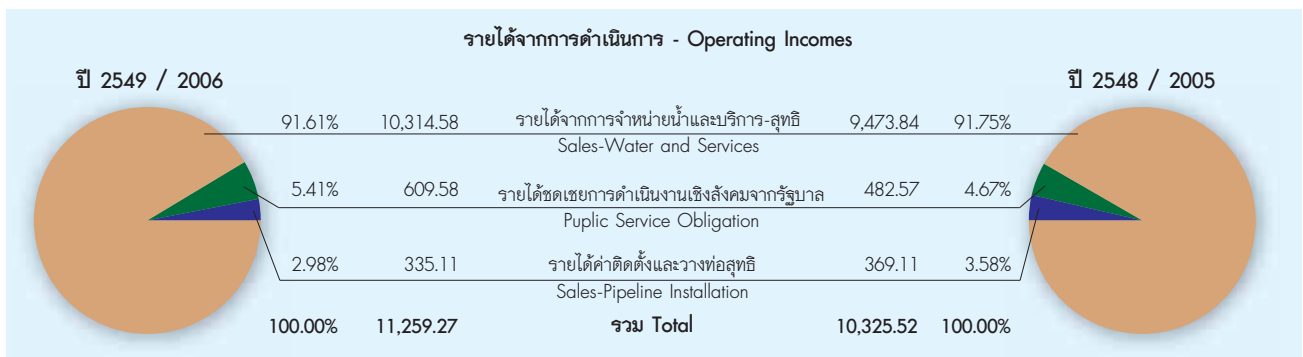 รายได้จากการดำเนินการ - Operating Incomes
ปี 2549 / 2006 ปี 2548 / 2005
91.61% 10,314.58 รายได้จากการจำหน่ายน้ำและบริการ-สุทธิ 9,473.84 91.75%
Sales-Water and Services
5.41% 609.58 รายได้ชดเชยการดำเนินงานเชิงสังคมจากรัฐบาล 482.57 4.67%
Puplic Service Obligation
2.98% 335.11 รายได้ค่าติดตั้งและวางท่อสุทธิ 369.11 3.58%
Sales-Pipeline Installation
100.00% 11,259.27 รวม Total 10,325.52 100.00%